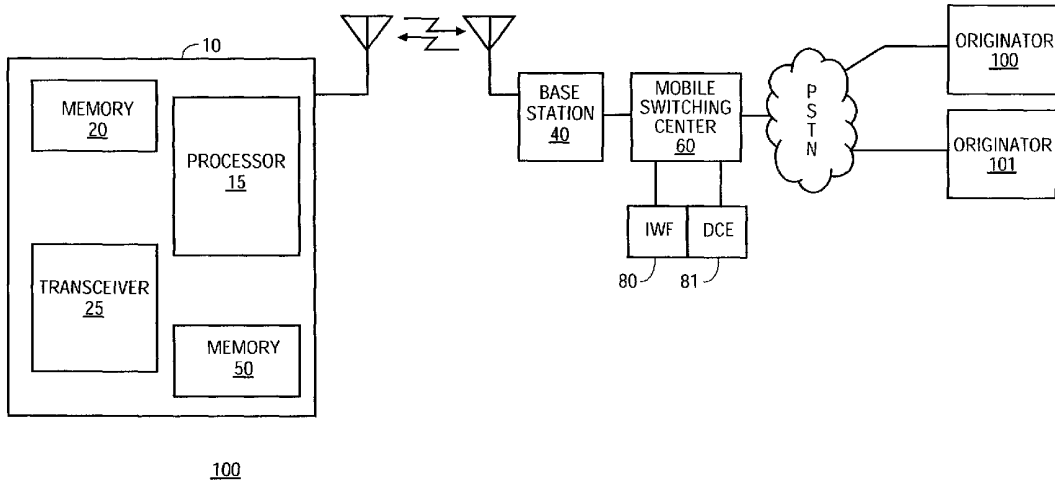 10
MEMORY
20
PROCESSOR
15
TRANSCEIVER
25
MEMORY
50
BASE
STATION
40
MOBILE
SWITCHING
CENTER
60
IWF
DCE
80
81
PSTN
ORIGINATOR
100
ORIGINATOR
101
100